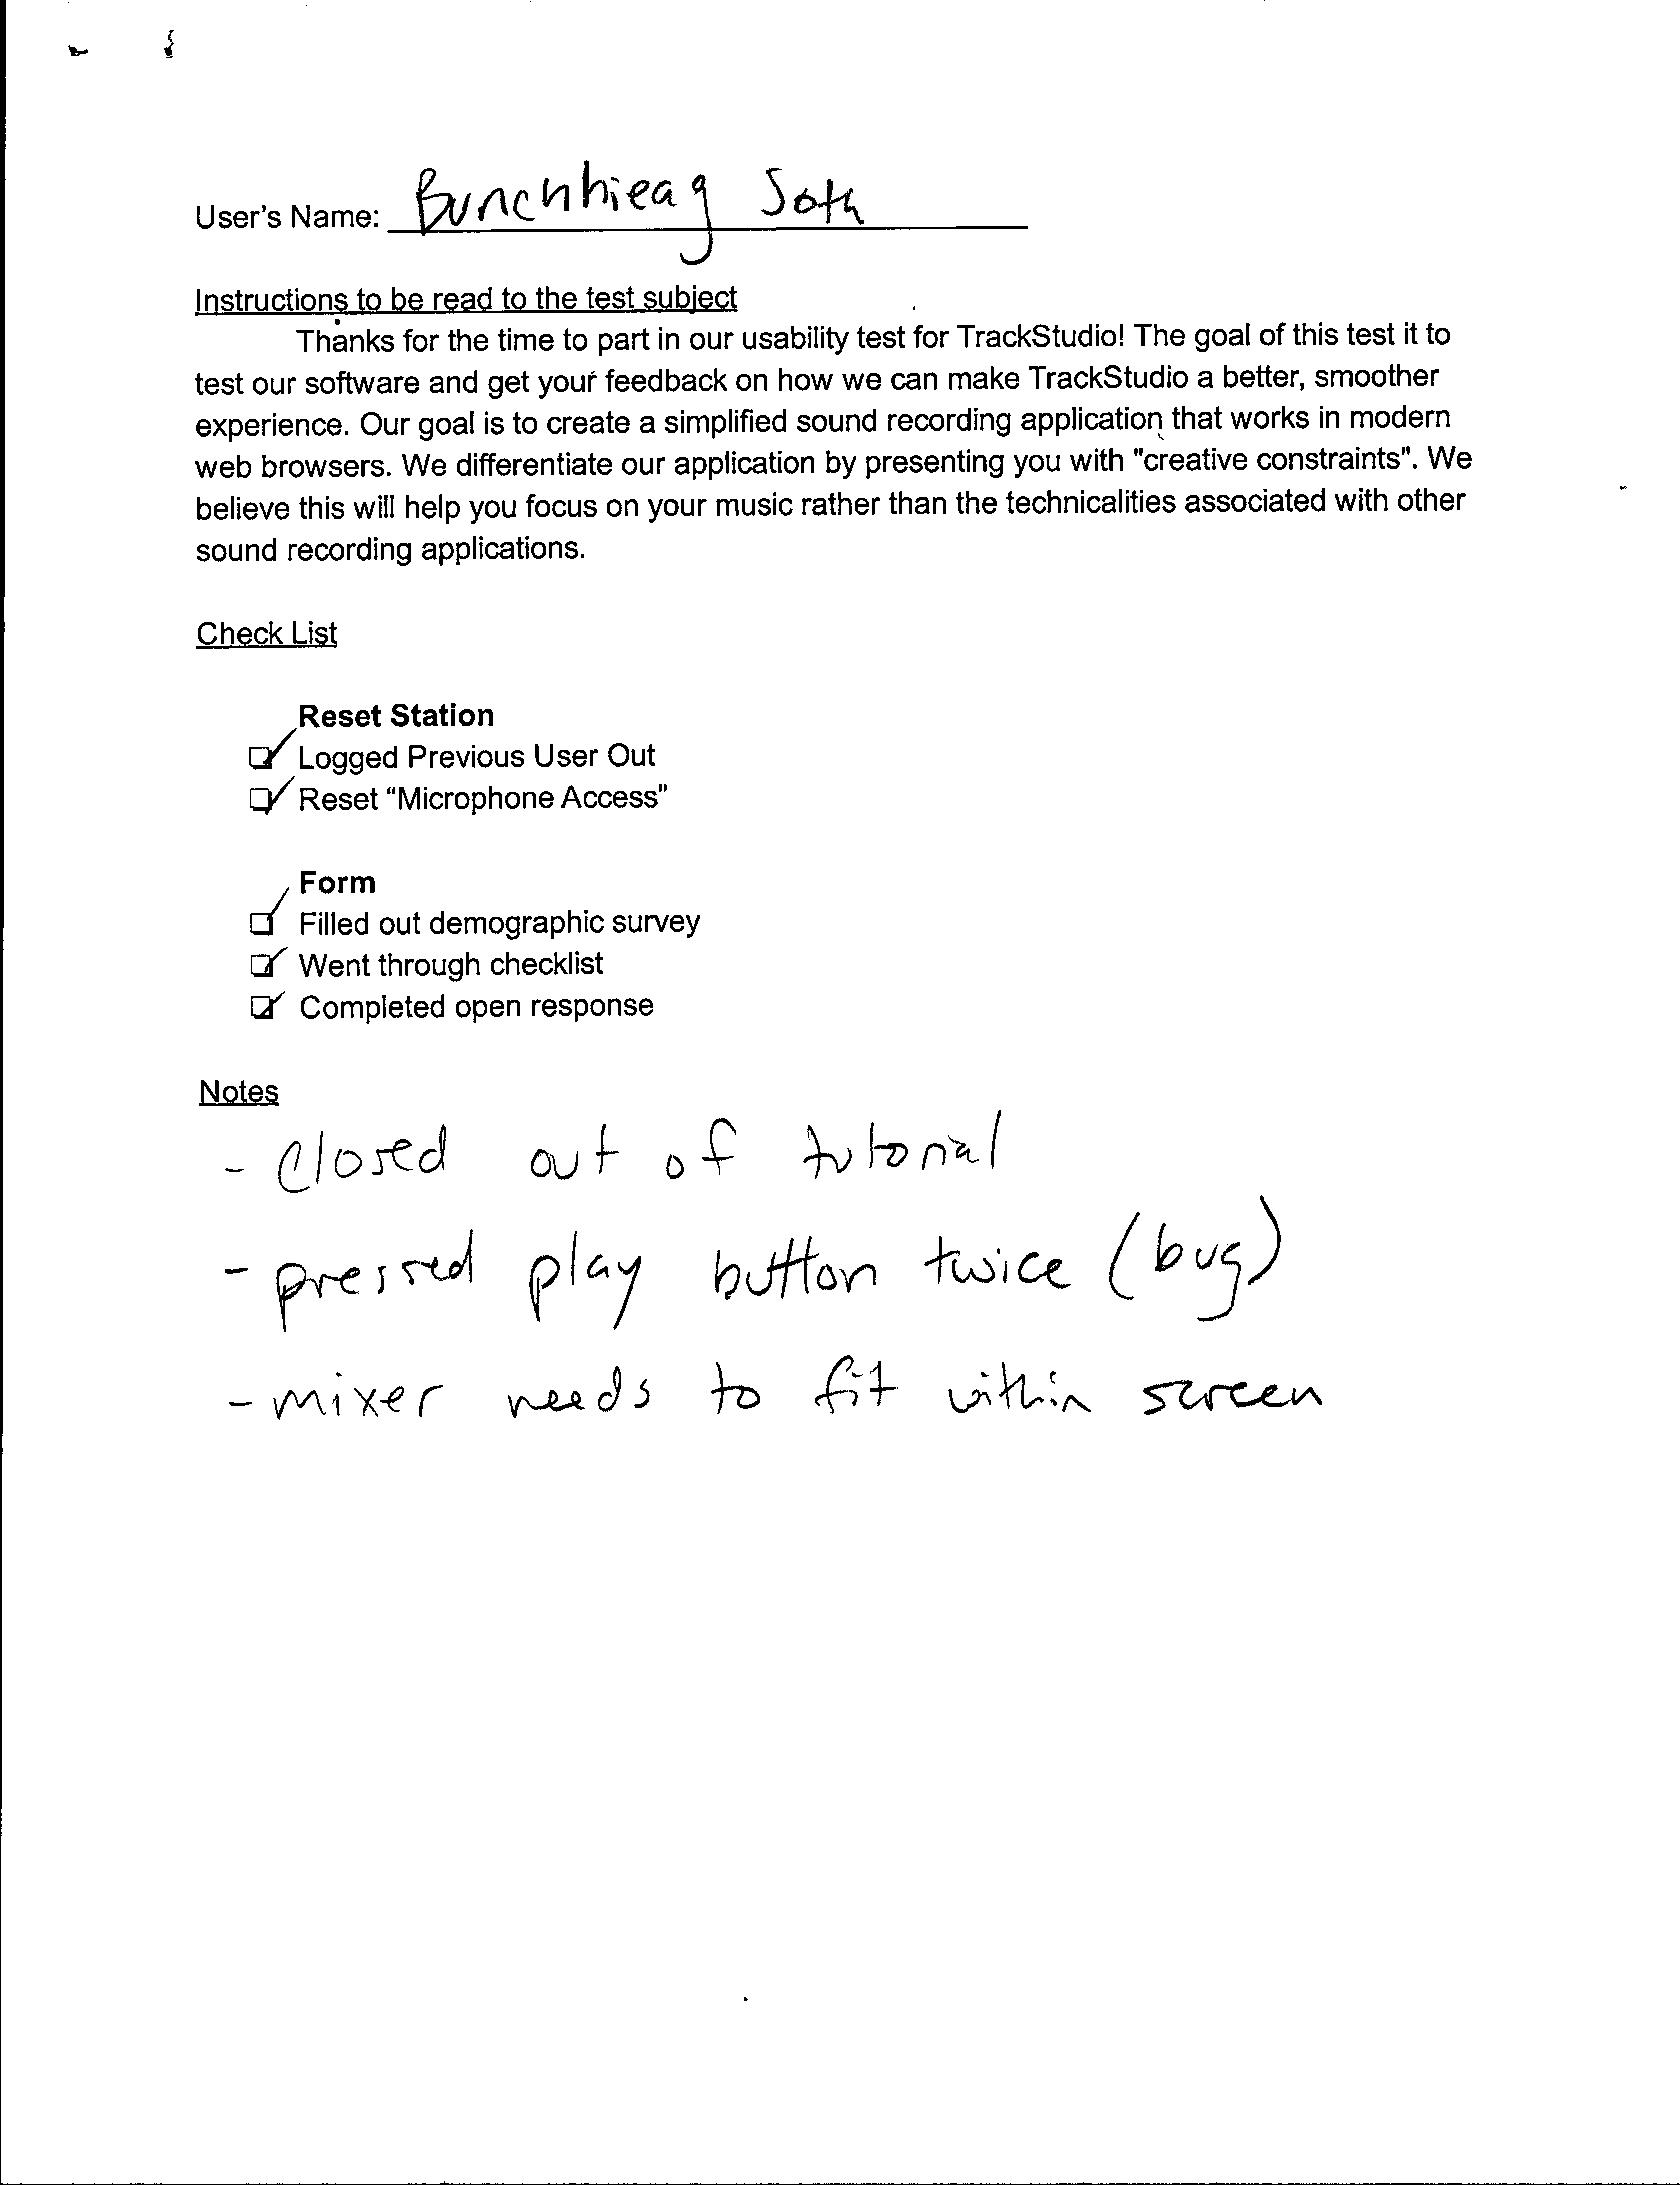 User's Name: Bunchhieag Soth
Instructions to be read to the test subject
Thanks for the time to part in our usability test for TrackStudio! The goal of this test it to
test our software and get your feedback on how we can make TrackStudio a better, smoother
experience. Our goal is to create a simplified sound recording application that works in modern
web browsers. We differentiate our application by presenting you with "creative constraints". We
believe this will help you focus on your music rather than the technicalities associated with other
sound recording applications.
Check List
Reset Station
Logged Previous User Out
Reset “Microphone Access”
Form
Filled out demographic survey
Went through checklist
Completed open response
Notes
- Closed out of tutorial
- pressed play button twice (bug)
- mixer needs to fit within screen